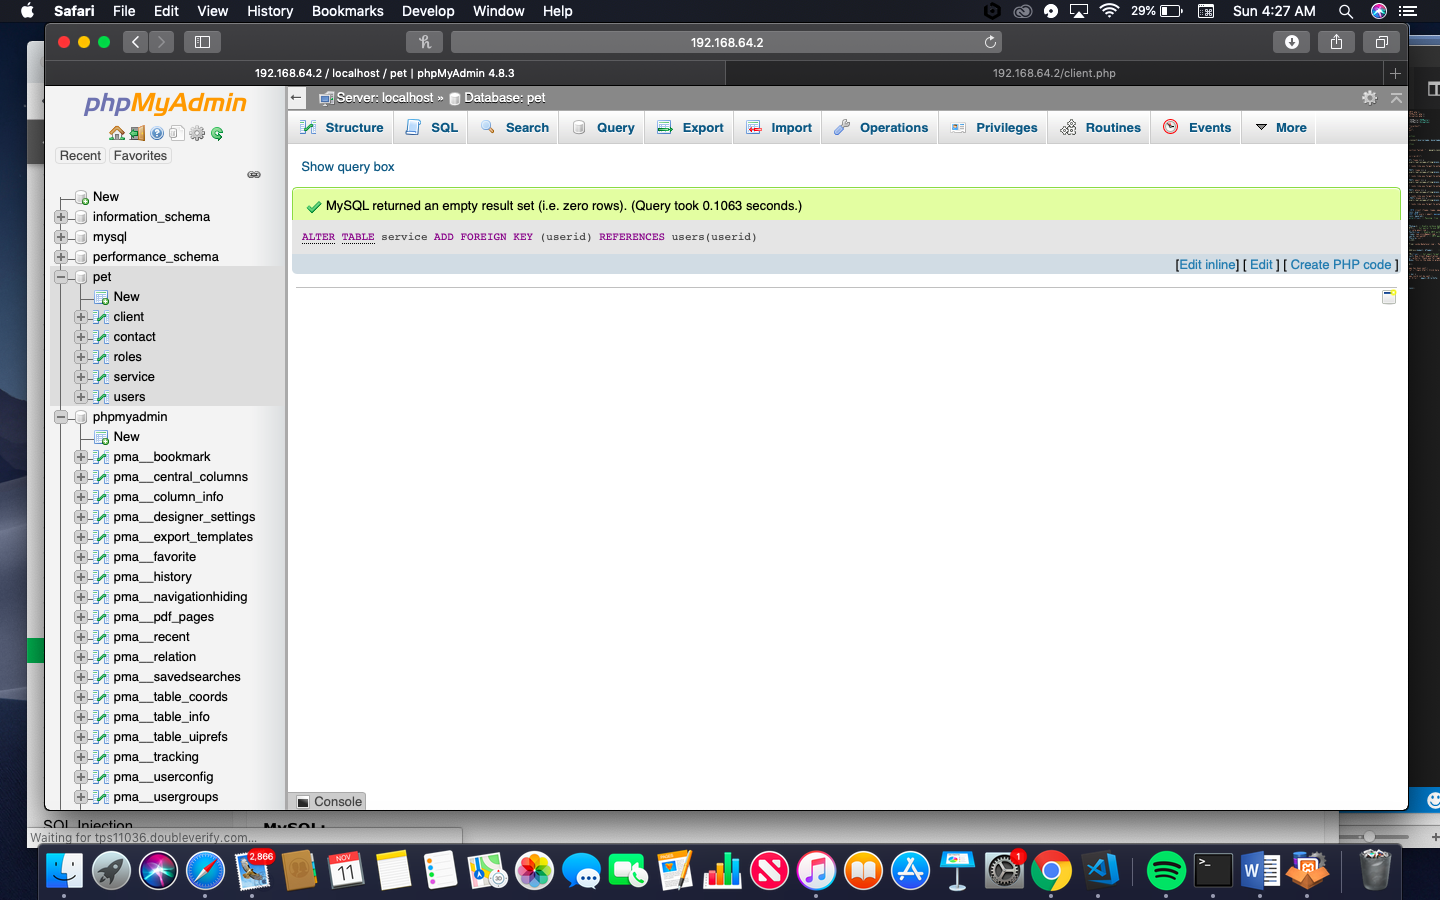 Safari File Edit View History Bookmarks Develop Window Help 29% Sun 4:27 AM
192.168.64.2
192.168.64.2 / localhost / pet | phpMyAdmin 4.8.3 192.168.64.2/client.php
phpMyAdmin
Recent Favorites
New
information_schema
mysql
performance_schema
pet
New
client
contact
roles
service
users
phpmyadmin
New
pma__bookmark
pma__central_columns
pma__column_info
pma__designer_settings
pma__export_templates
pma__favorite
pma__history
pma__navigationhiding
pma__pdf_pages
pma__recent
pma__relation
pma__savedsearches
pma__table_coords
pma__table_info
pma__table_uiprefs
pma__tracking
pma__userconfig
pma__usergroups
Server: localhost » Database: pet
Structure SQL Search Query Export Import Operations Privileges Routines Events More
Show query box
MySQL returned an empty result set (i.e. zero rows). (Query took 0.1063 seconds.)
ALTER TABLE service ADD FOREIGN KEY (userid) REFERENCES users(userid)
[Edit inline] [ Edit ] [ Create PHP code ]
Console
SQL Injection
MySQL:
Waiting for tps11036.doubleverify.com...
2,866
NOV
11
1